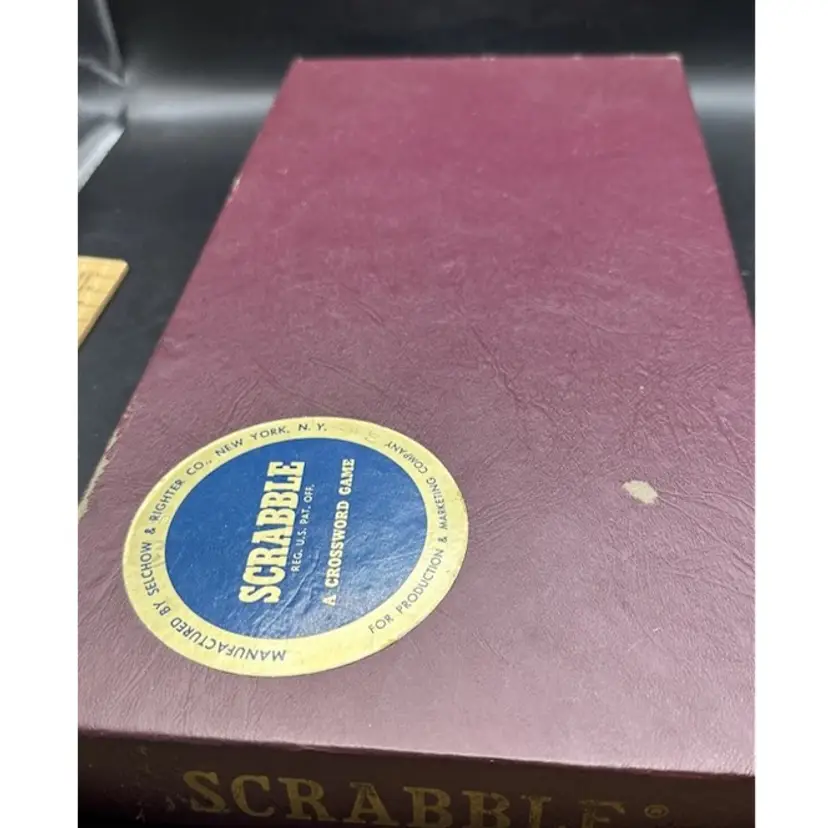 MANUFACTURED BY SELCHOW & RIGHTER CO., NEW YORK, N. Y.
SCRABBLE
REG. U.S. PAT. OFF.
A CROSSWORD GAME
FOR PRODUCTION & MARKETING COMPANY
SCRABBLE®